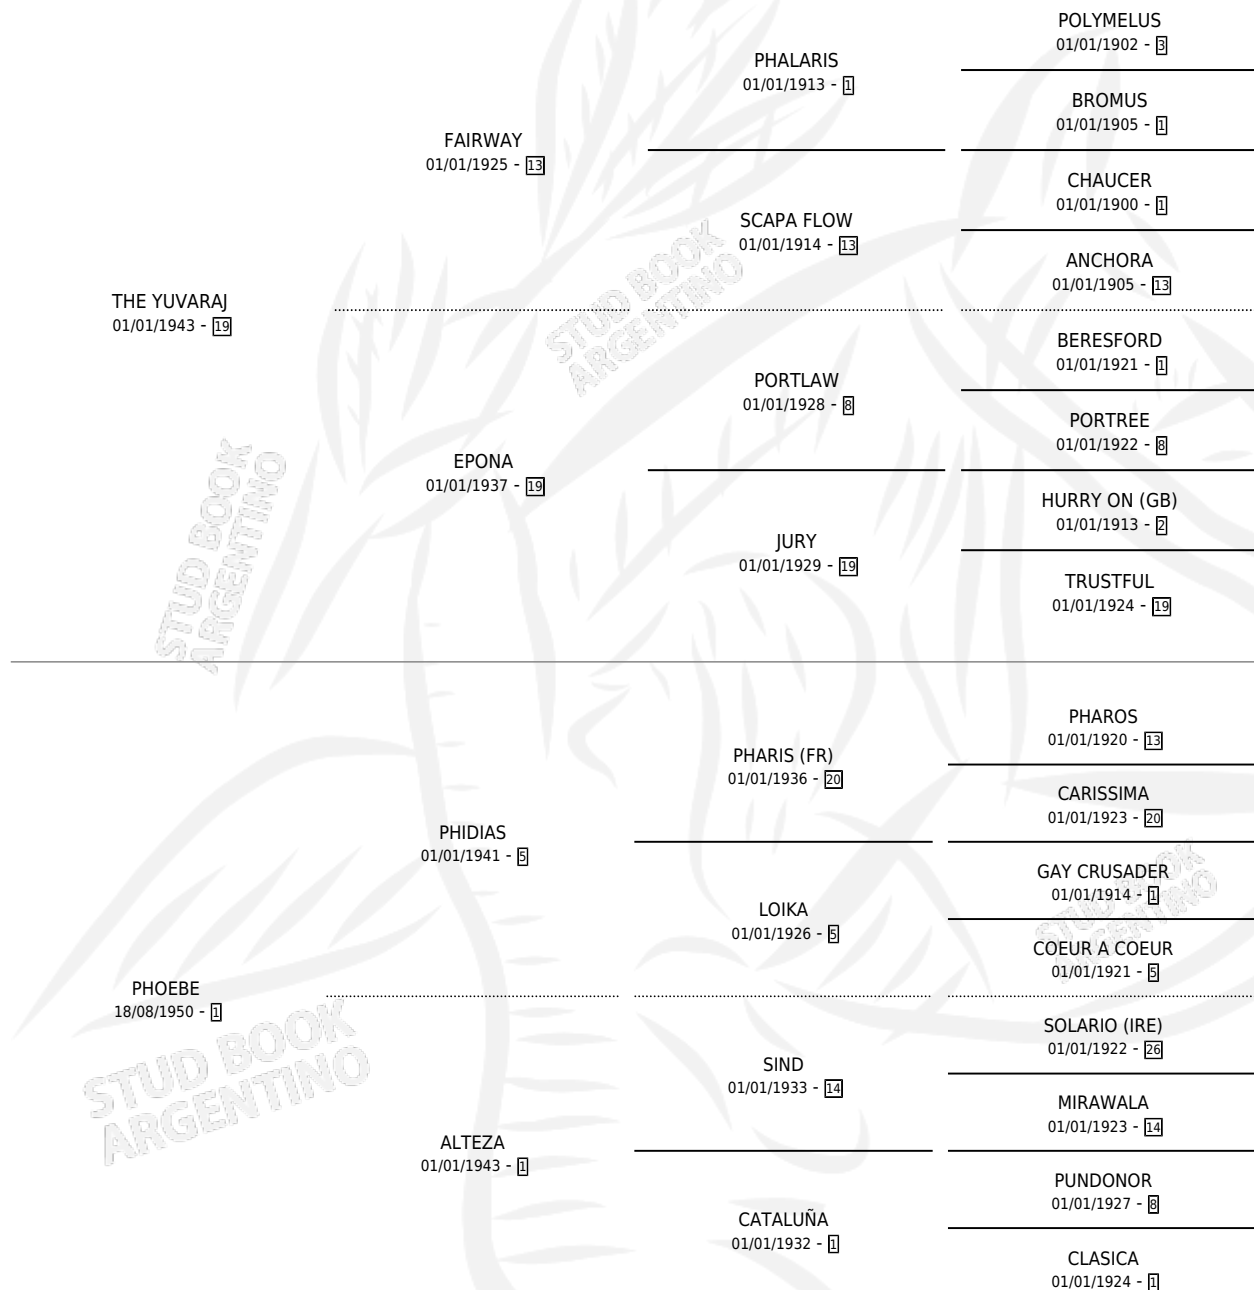 POLYMELUS
01/01/1902 - 3
PHALARIS
01/01/1913 - 1
BROMUS
01/01/1905 - 1
FAIRWAY
01/01/1925 - 13
CHAUCER
01/01/1900 - 1
SCAPA FLOW
01/01/1914 - 13
ANCHORA
01/01/1905 - 13
THE YUVARAJ
01/01/1943 - 19
STUD BOOK
ARGENTINO
BERESFORD
01/01/1921 - 1
PORTLAW
01/01/1928 - 8
PORTREE
01/01/1922 - 8
EPONA
01/01/1937 - 19
HURRY ON (GB)
01/01/1913 - 2
JURY
01/01/1929 - 19
TRUSTFUL
01/01/1924 - 19
STUD BOOK
ARGENTINO
PHAROS
01/01/1920 - 13
PHARIS (FR)
01/01/1936 - 20
CARISSIMA
01/01/1923 - 20
PHIDIAS
01/01/1941 - 5
GAY CRUSADER
01/01/1914 - 1
LOIKA
01/01/1926 - 5
STUD BOOK
ARGENTINO
COEUR A COEUR
01/01/1921 - 5
PHOEBE
18/08/1950 - 1
STUD BOOK
ARGENTINO
SOLARIO (IRE)
01/01/1922 - 26
SIND
01/01/1933 - 14
MIRAWALA
01/01/1923 - 14
ALTEZA
01/01/1943 - 1
PUNDONOR
01/01/1927 - 8
CATALUÑA
01/01/1932 - 1
CLASICA
01/01/1924 - 1